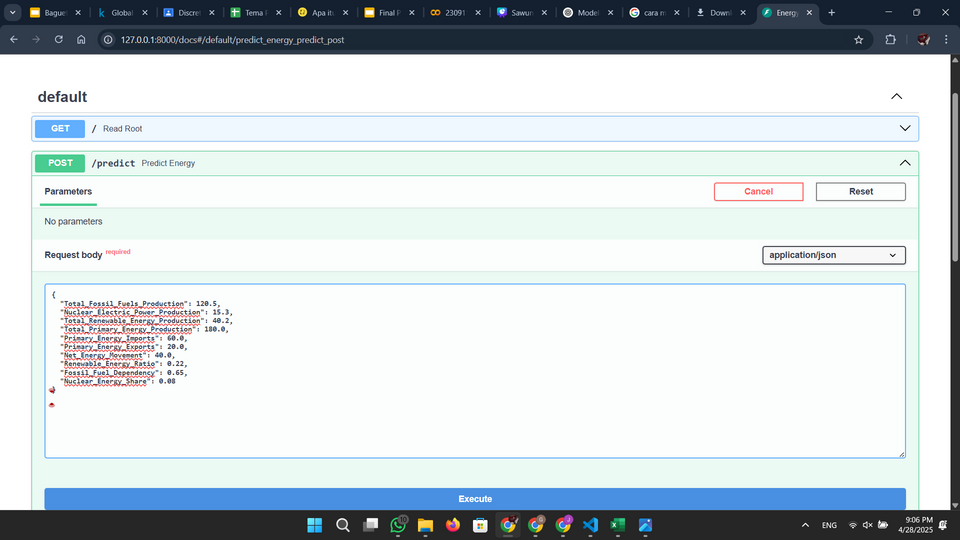 Bague
Global
Discre
Tema I
Apa itu
Final P
23091
Sawun
Model
cara m
Downl
Energy
127.0.0.1:8000/docs#/default/predict_energy_predict_post
default
GET / Read Root
POST /predict Predict Energy
Parameters
Cancel
Reset
No parameters
Request body required
application/json
{
"Total_Fossil_Fuels_Production": 120.5,
"Nuclear_Electric_Power_Production": 15.3,
"Total_Renewable_Energy_Production": 40.2,
"Total_Primary_Energy_Production": 180.0,
"Primary_Energy_Imports": 60.0,
"Primary_Energy_Exports": 20.0,
"Net_Energy_Movement": 40.0,
"Renewable_Energy_Ratio": 0.22,
"Fossil_Fuel_Dependency": 0.65,
"Nuclear_Energy_Share": 0.08
Execute
ENG
9:06 PM
4/28/2025